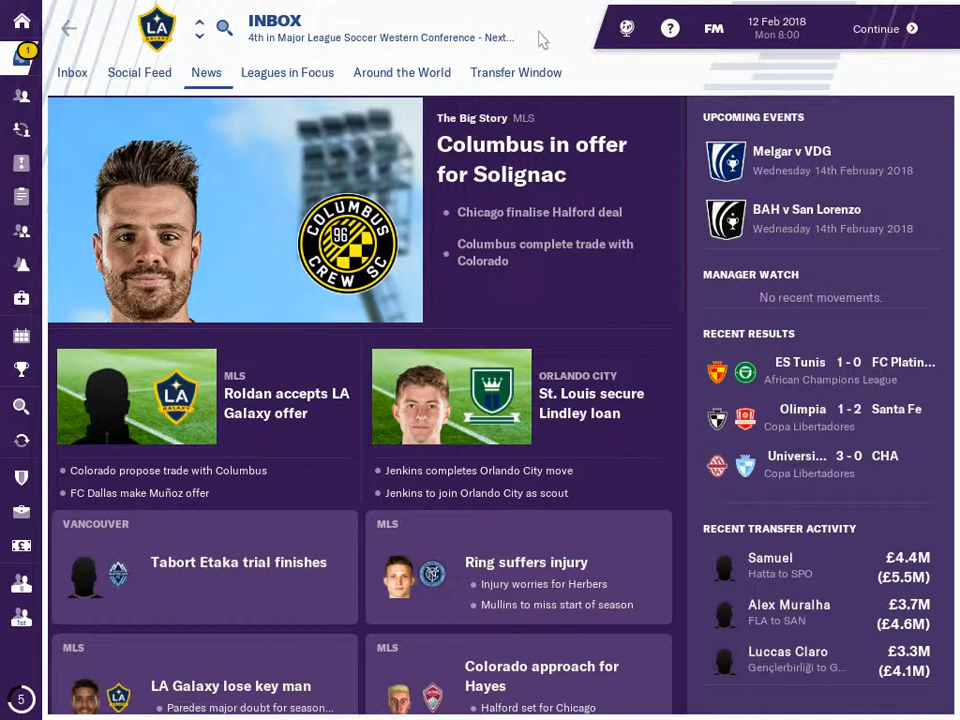 INBOX
4th in Major League Soccer Western Conference - Next...
12 Feb 2018
Mon 8:00
?
FM
Continue
1
Inbox
Social Feed
News
Leagues in Focus
Around the World
Transfer Window
LA
COLUMBUS
96
CREW SC
The Big Story MLS
Columbus in offer
for Solignac
Chicago finalise Halford deal
Columbus complete trade with
Colorado
MLS
Roldan accepts LA
Galaxy offer
Colorado propose trade with Columbus
FC Dallas make Muñoz offer
ORLANDO CITY
St. Louis secure
Lindley loan
Jenkins completes Orlando City move
Jenkins to join Orlando City as scout
VANCOUVER
Tabort Etaka trial finishes
MLS
Ring suffers injury
Injury worries for Herbers
Mullins to miss start of season
MLS
LA Galaxy lose key man
Paredes major doubt for season...
MLS
Colorado approach for
Hayes
Halford set for Chicago
UPCOMING EVENTS
Melgar v VDG
Wednesday 14th February 2018
BAH v San Lorenzo
Wednesday 14th February 2018
MANAGER WATCH
No recent movements.
RECENT RESULTS
ES Tunis 1 - 0 FC Platin...
African Champions League
Olimpia 1 - 2 Santa Fe
Copa Libertadores
Universi... 3 - 0 CHA
Copa Libertadores
RECENT TRANSFER ACTIVITY
Samuel £4.4M
Hatta to SPO (£5.5M)
Alex Muralha £3.7M
FLA to SAN (£4.6M)
Luccas Claro £3.3M
Gençlerbirliği to G... (£4.1M)
5
1st